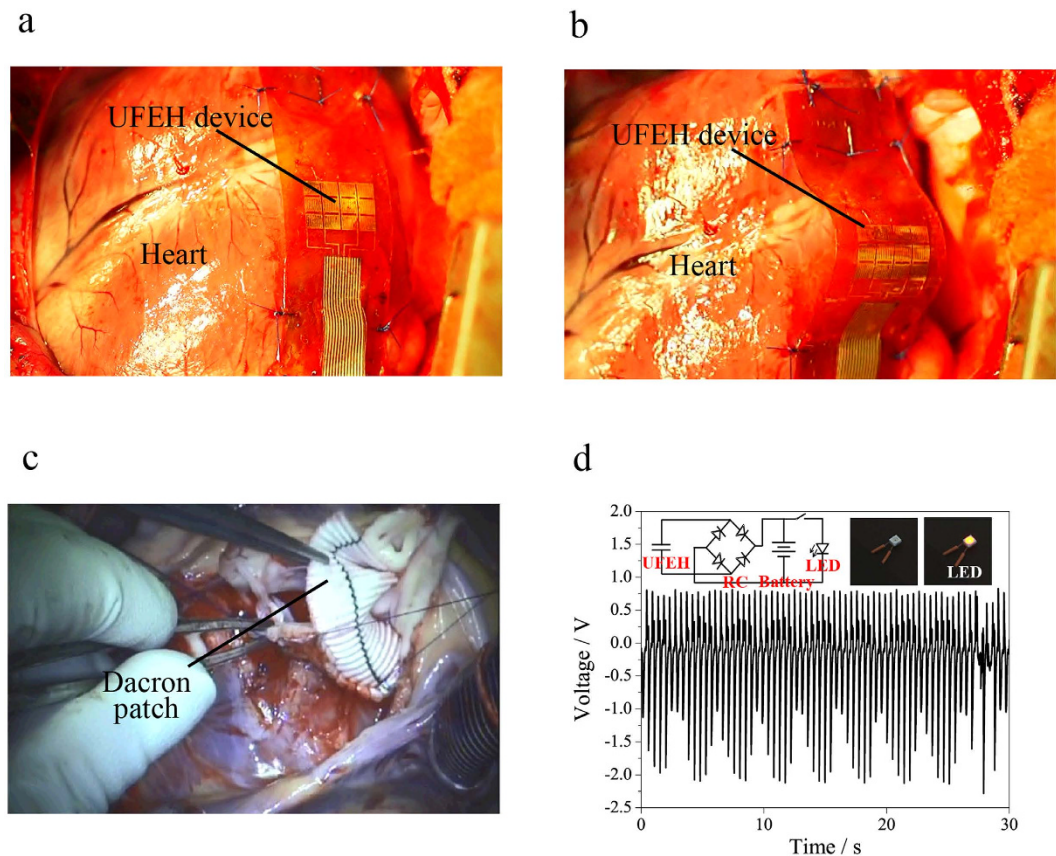 a
UFEH device
Heart
b
UFEH device
Heart
c
Dacron
patch
d
Voltage / V
2.0
1.5
1.0
0.5
0.0
-0.5
-1.0
-1.5
-2.0
-2.5
UFEH
RC
Battery
LED
LED
0
10
20
30
Time / s